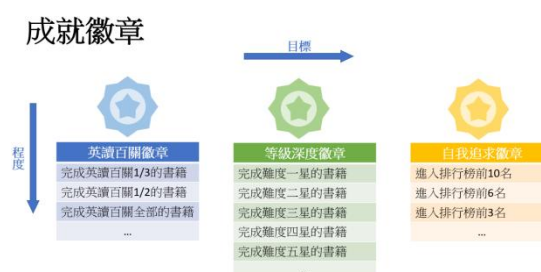 成就徽章
目標
程度
英讀百關徽章
完成英讀百關1/3的書籍
完成英讀百關1/2的書籍
完成英讀百關全部的書籍
...
等級深度徽章
完成難度一星的書籍
完成難度二星的書籍
完成難度三星的書籍
完成難度四星的書籍
完成難度五星的書籍
自我追求徽章
進入排行榜前10名
進入排行榜前6名
進入排行榜前3名
...